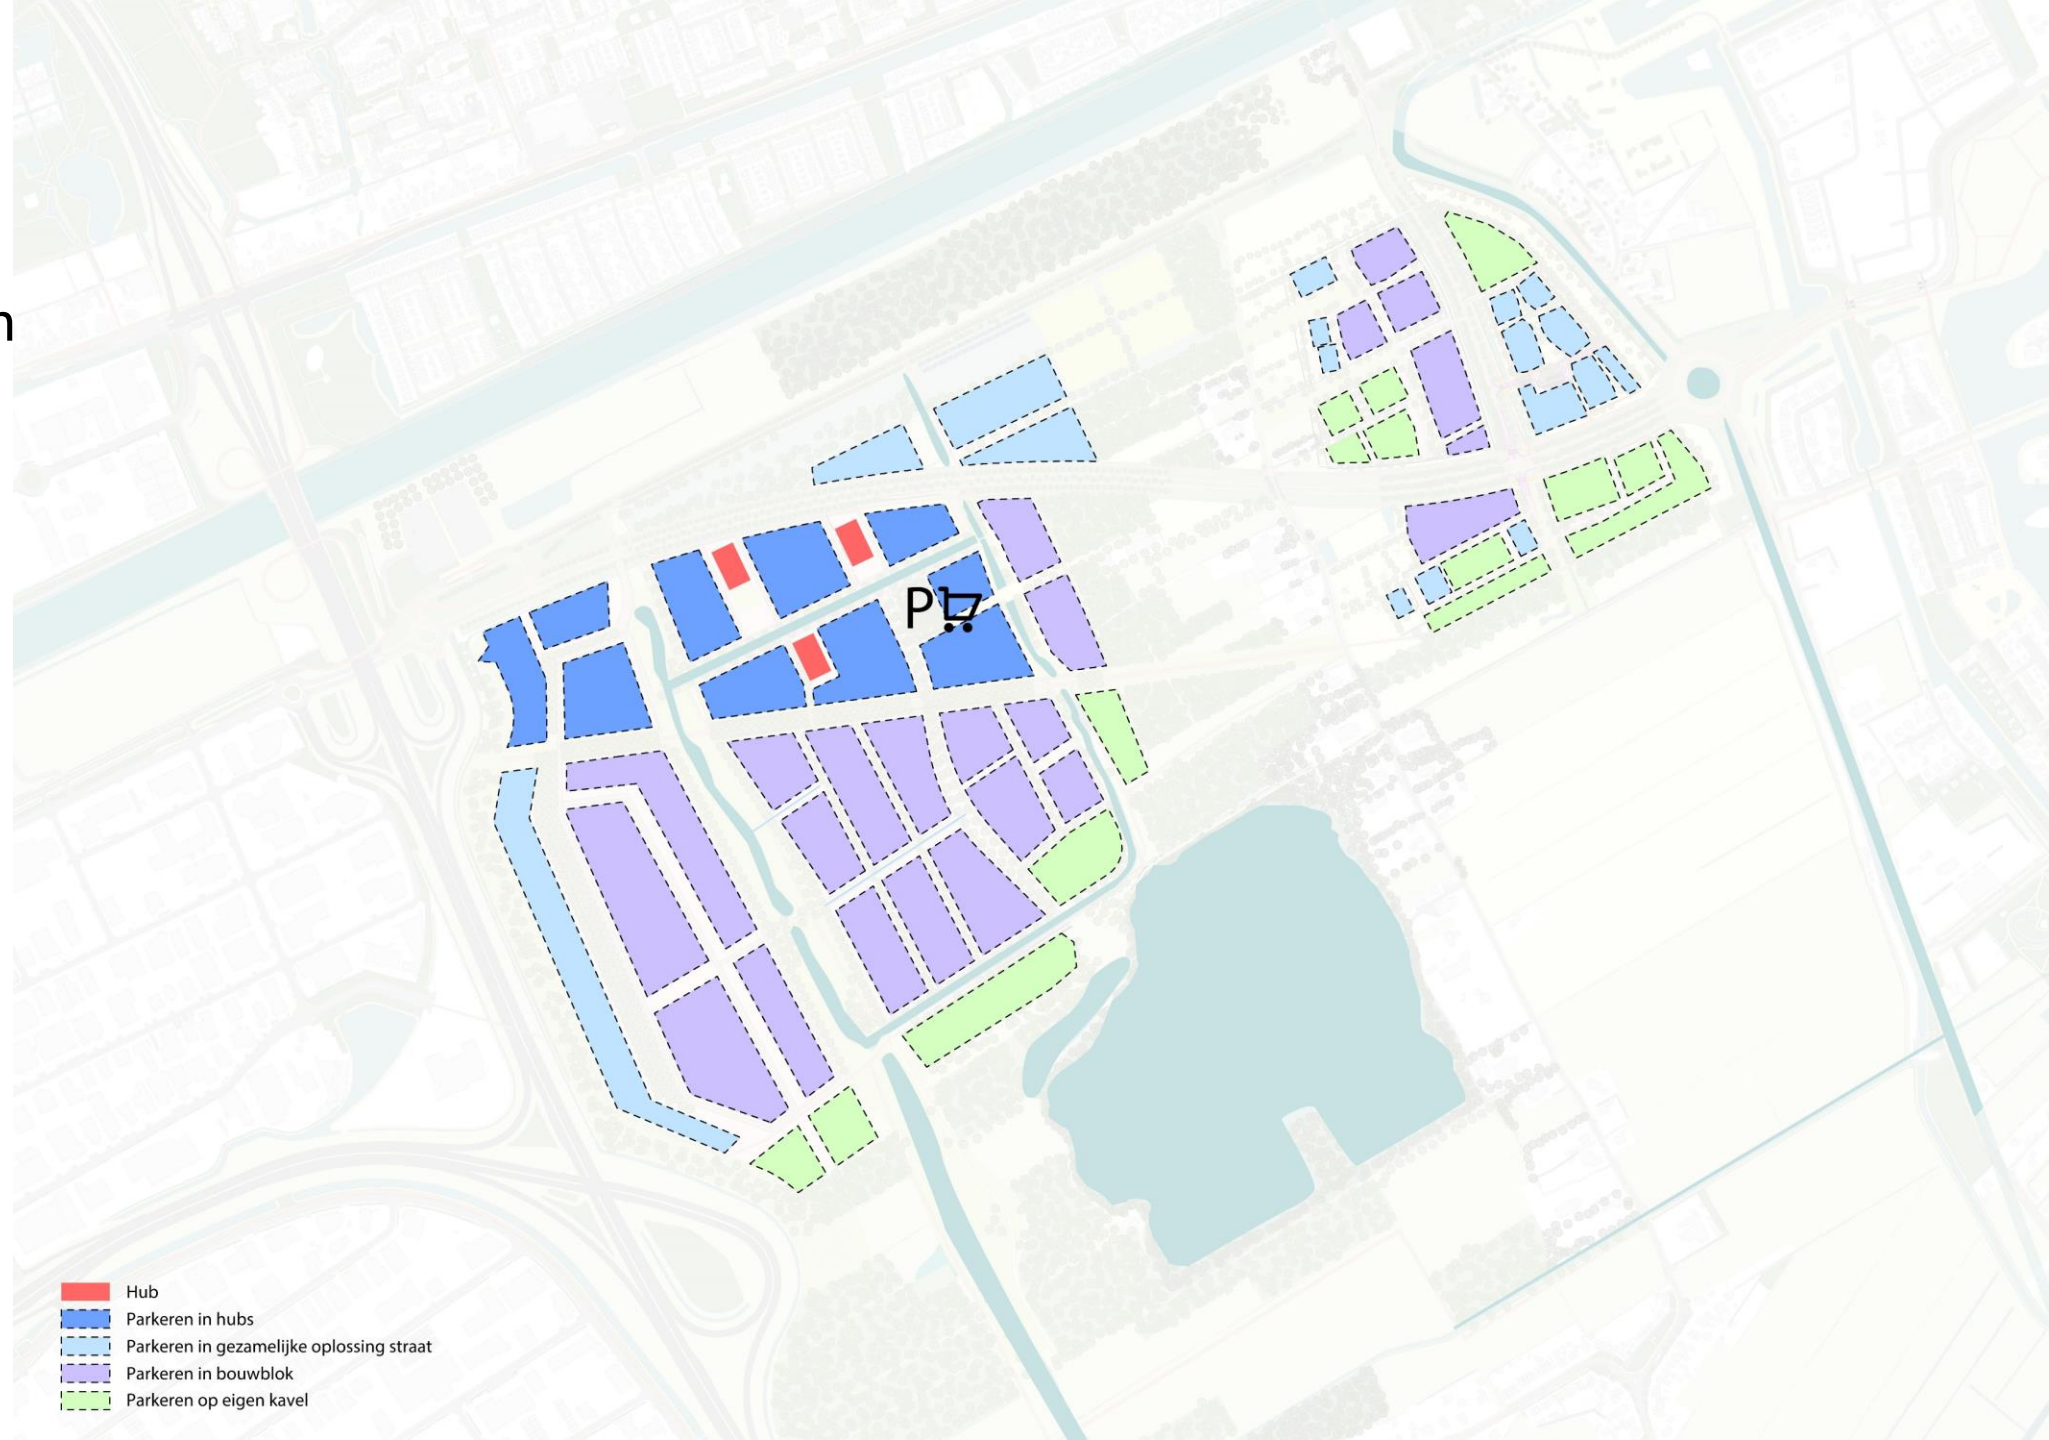 n
P
Hub
Parkeren in hubs
Parkeren in gezamelijke oplossing straat
Parkeren in bouwblok
Parkeren op eigen kavel